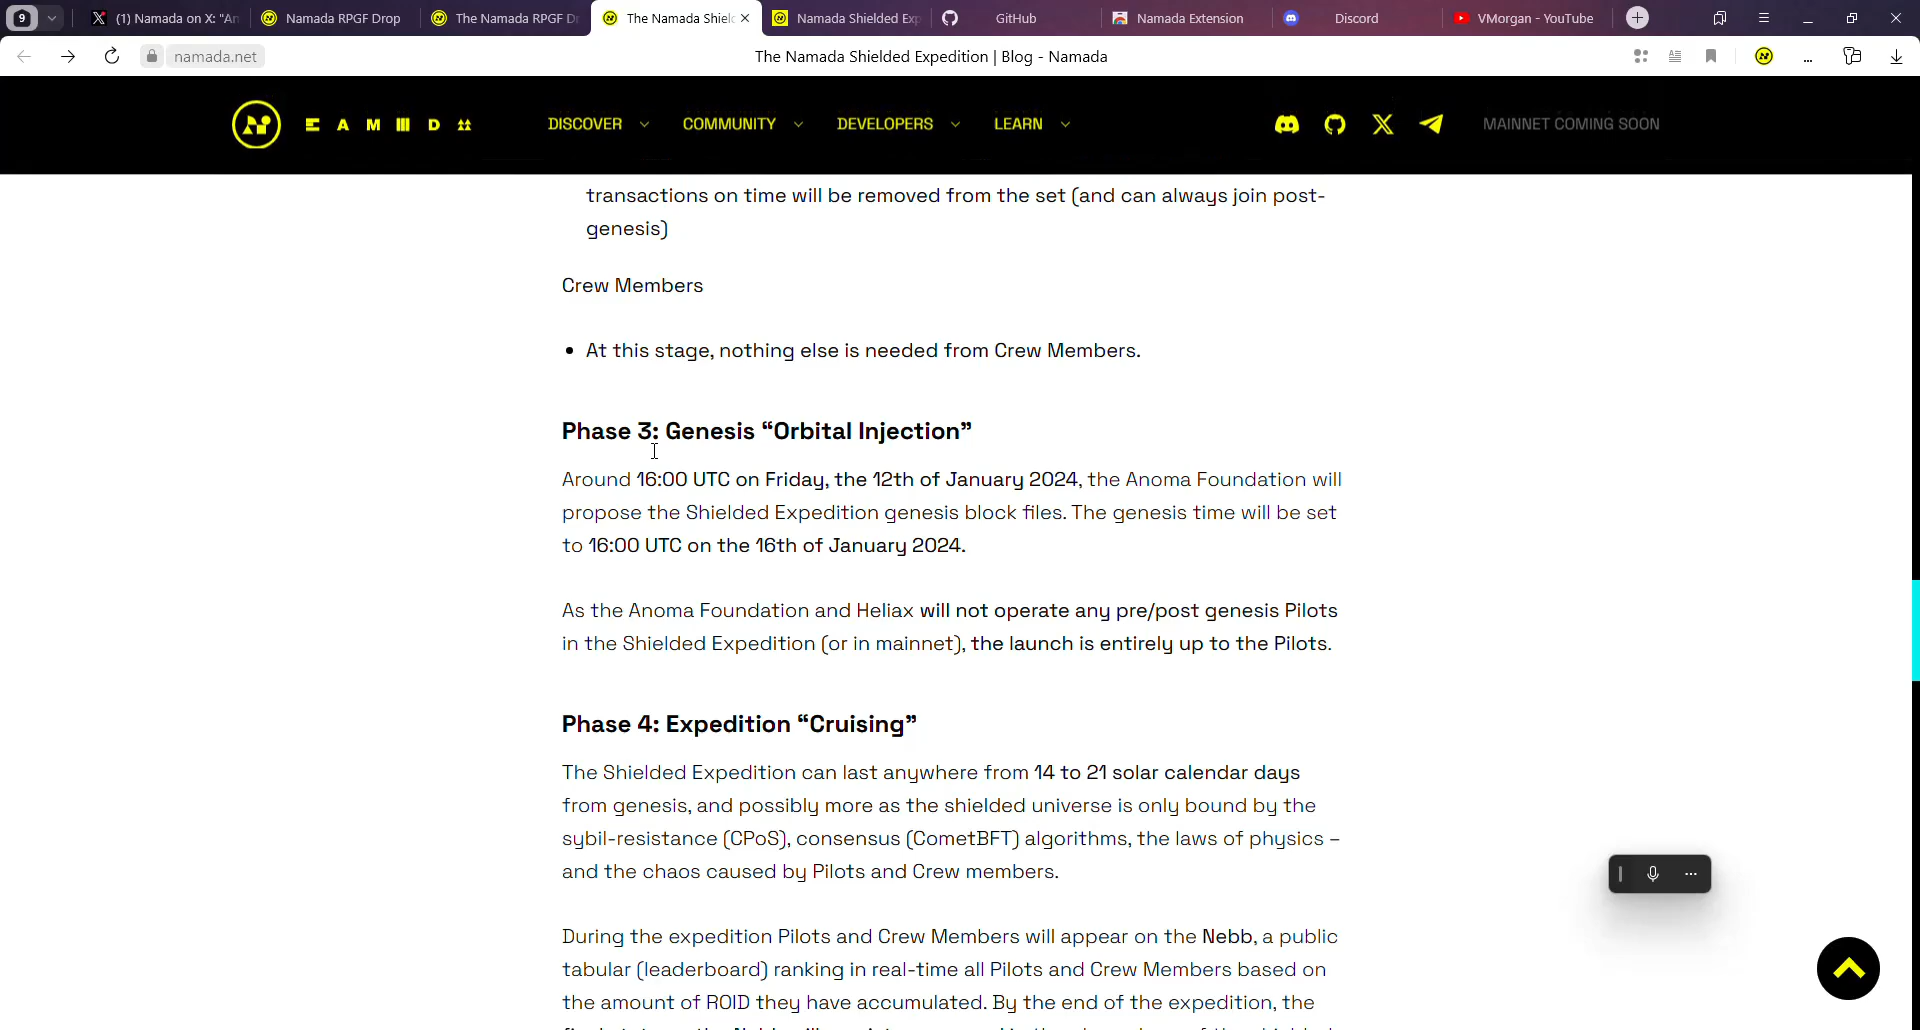 9
(1) Namada on X: "An
Namada RPGF Drop
The Namada RPGF D
The Namada Shiel
Namada Shielded Exp
GitHub
Namada Extension
Discord
VMorgan - YouTube
namada.net
The Namada Shielded Expedition | Blog - Namada
DISCOVER
COMMUNITY
DEVELOPERS
LEARN
MAINNET COMING SOON
transactions on time will be removed from the set (and can always join post-
genesis)
Crew Members
• At this stage, nothing else is needed from Crew Members.
Phase 3: Genesis “Orbital Injection”
Around 16:00 UTC on Friday, the 12th of January 2024, the Anoma Foundation will
propose the Shielded Expedition genesis block files. The genesis time will be set
to 16:00 UTC on the 16th of January 2024.
As the Anoma Foundation and Heliax will not operate any pre/post genesis Pilots
in the Shielded Expedition (or in mainnet), the launch is entirely up to the Pilots.
Phase 4: Expedition “Cruising”
The Shielded Expedition can last anywhere from 14 to 21 solar calendar days
from genesis, and possibly more as the shielded universe is only bound by the
sybil-resistance (CPoS), consensus (CometBFT) algorithms, the laws of physics –
and the chaos caused by Pilots and Crew members.
During the expedition Pilots and Crew Members will appear on the Nebb, a public
tabular (leaderboard) ranking in real-time all Pilots and Crew Members based on
the amount of ROID they have accumulated. By the end of the expedition, the